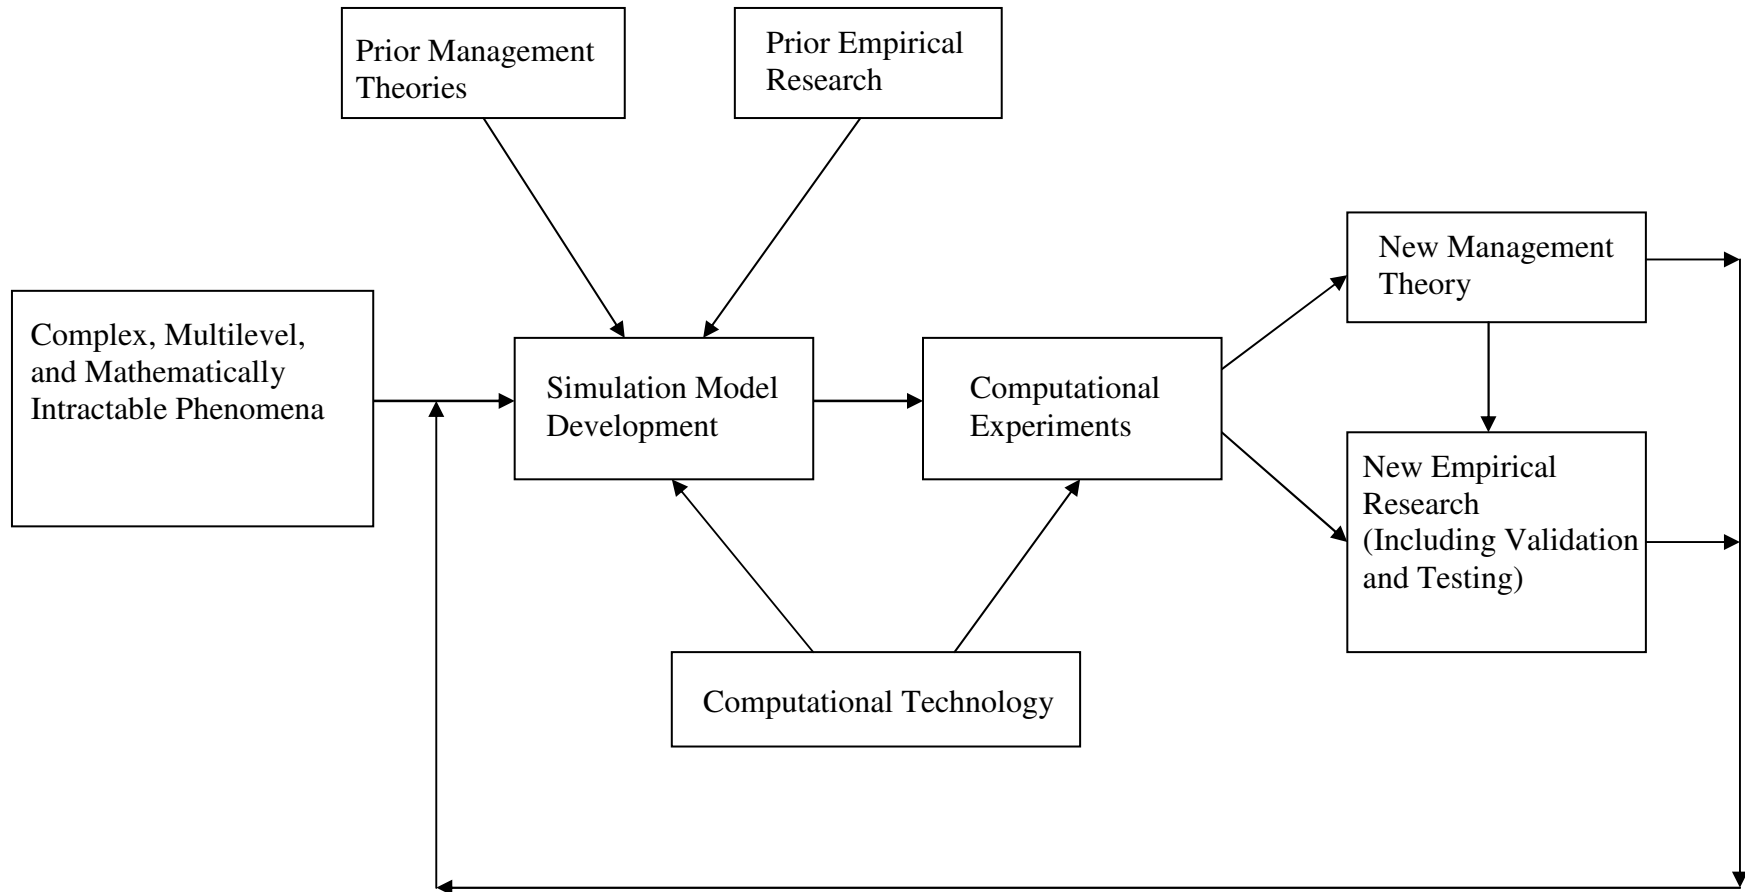 Prior Management
Theories
Prior Empirical
Research
Complex, Multilevel,
and Mathematically
Intractable Phenomena
Simulation Model
Development
Computational
Experiments
New Management
Theory
New Empirical
Research
(Including Validation
and Testing)
Computational Technology